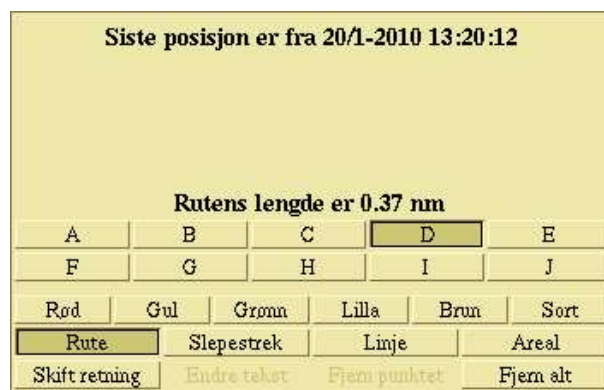 Siste posisjon er fra 20/1-2010 13:20:12
Rutens lengde er 0.37 nm
A B C D E
F G H I J
Rød Gul Grønn Lilla Brun Sort
Rute Slepestrek Linje Areal
Skift retning Endre tekst Fjern punktet Fjern alt